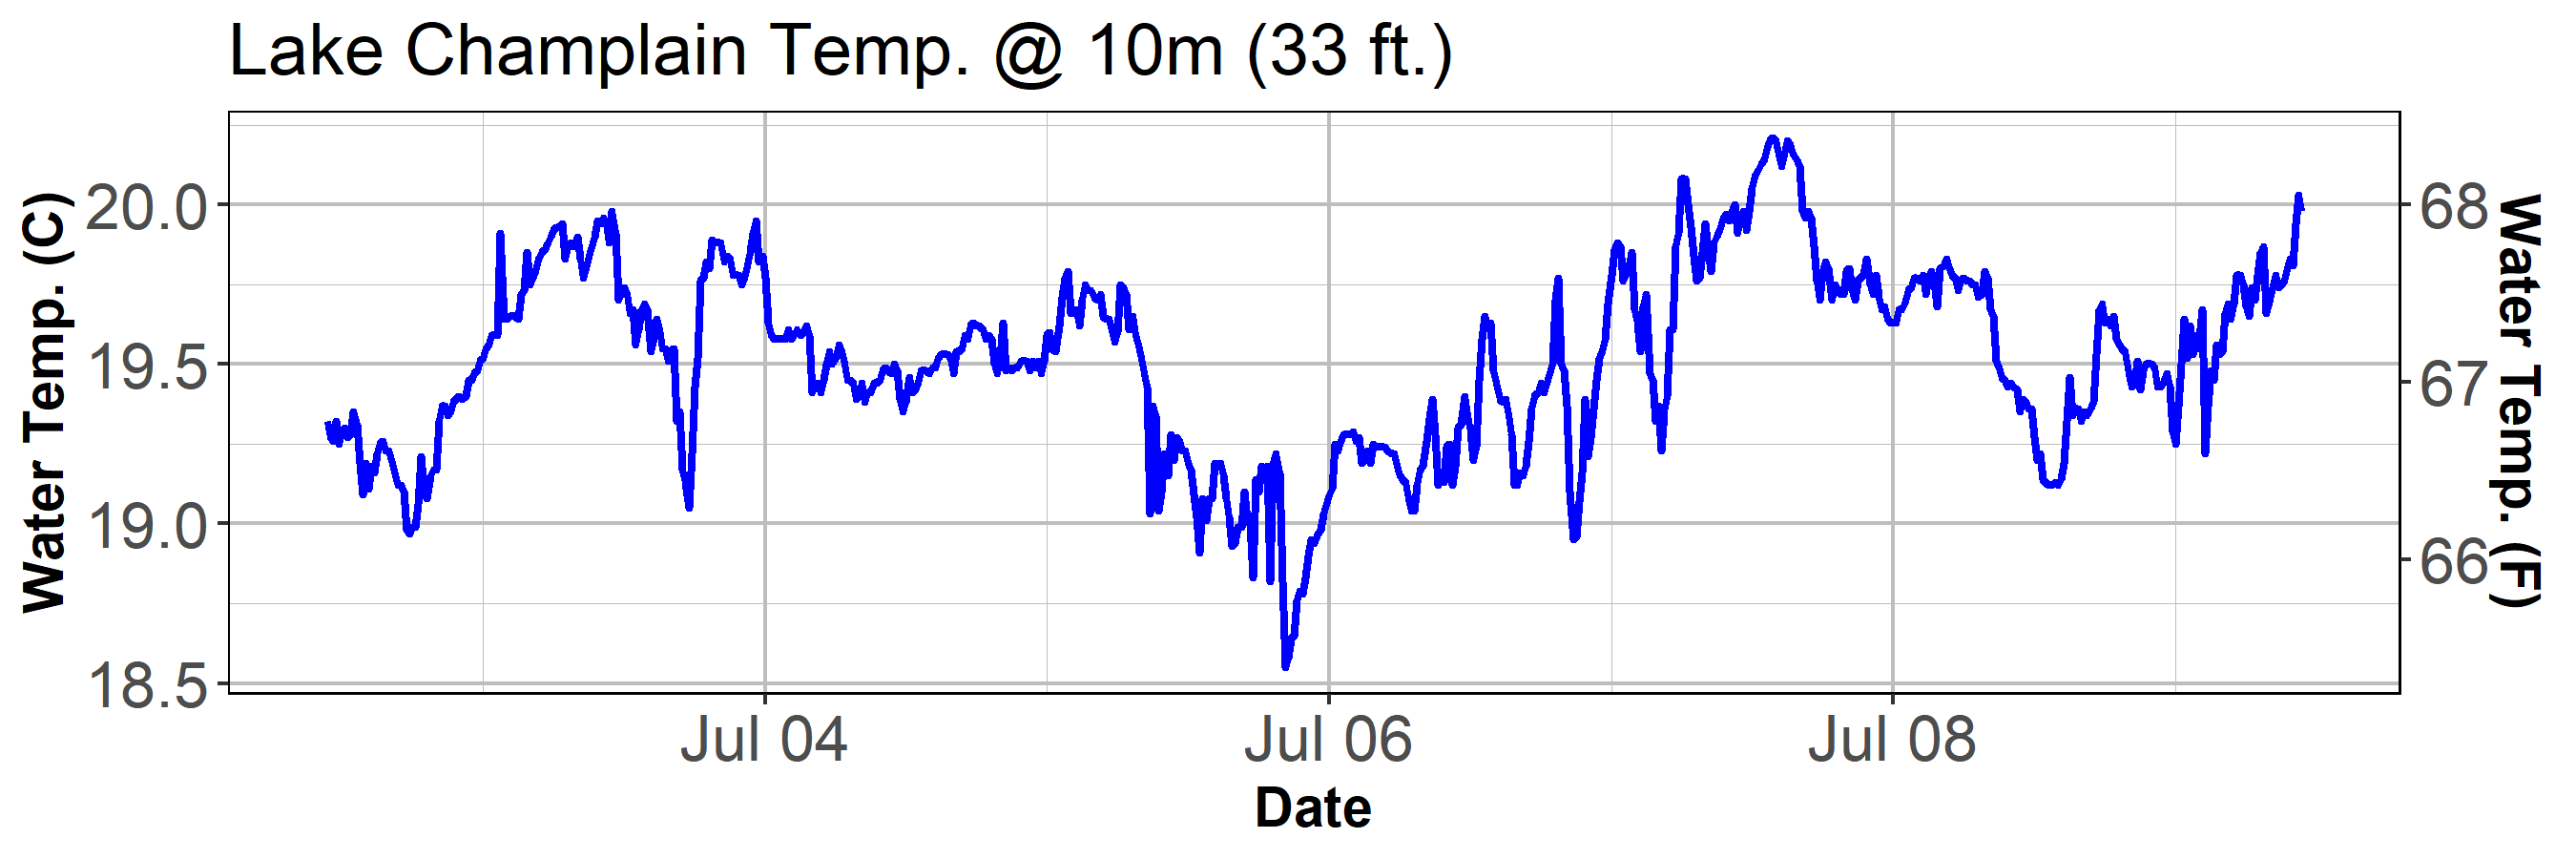 Lake Champlain Temp. @ 10m (33 ft.)
Water Temp. (C)
20.0
19.5
19.0
18.5
68
67
66
Water Temp. (F)
Jul 04
Jul 06
Jul 08
Date